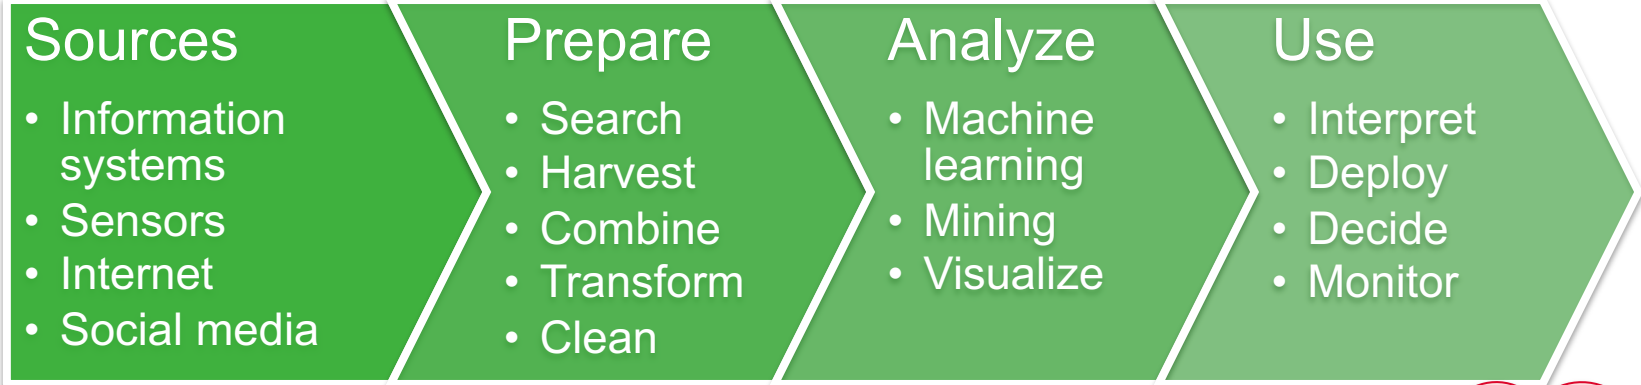 Sources
• Information
systems
• Sensors
• Internet
• Social media
Prepare
• Search
• Harvest
• Combine
• Transform
• Clean
Analyze
• Machine
learning
• Mining
• Visualize
Use
• Interpret
• Deploy
• Decide
• Monitor